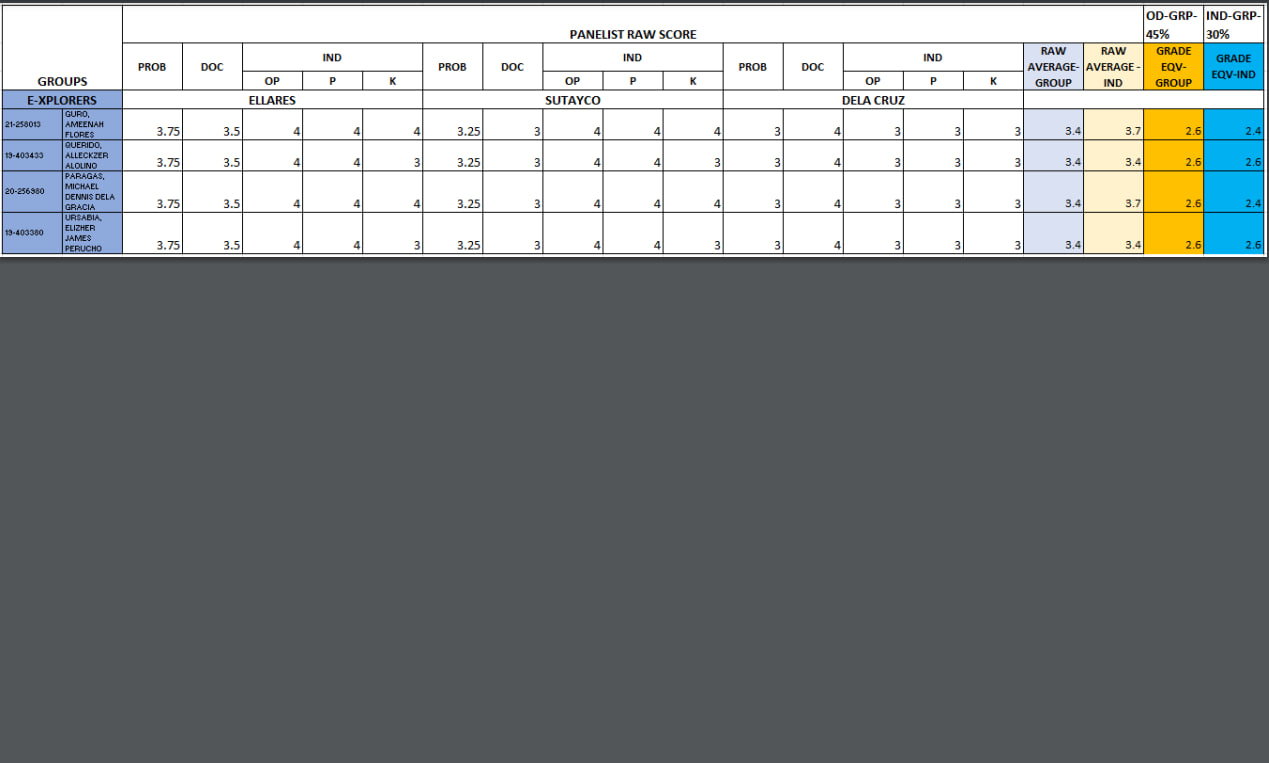 OD-GRP- IND-GRP-
PANELIST RAW SCORE 45% 30%
GROUPS PROB DOC IND PROB DOC IND PROB DOC IND RAW AVERAGE-GROUP RAW AVERAGE - IND GRADE EQV-GROUP GRADE EQV-IND
OP P K OP P K OP P K
E-XPLORERS ELLARES SUTAYCO DELA CRUZ
21-258013 GURO, AMEENAH FLORES 3.75 3.5 4 4 4 3.25 3 4 4 4 3 4 3 3 3 3.4 3.7 2.6 2.4
19-403433 QUERIDO, ALLECKZER ALOLINO 3.75 3.5 4 4 3 3.25 3 4 4 3 3 4 3 3 3 3.4 3.4 2.6 2.6
20-256980 PARAGAS, MICHAEL DENNIS DELA GRACIA 3.75 3.5 4 4 4 3.25 3 4 4 4 3 4 3 3 3 3.4 3.7 2.6 2.4
19-403380 URSABIA, ELIZHER JAMES PERUCHO 3.75 3.5 4 4 3 3.25 3 4 4 3 3 4 3 3 3 3.4 3.4 2.6 2.6